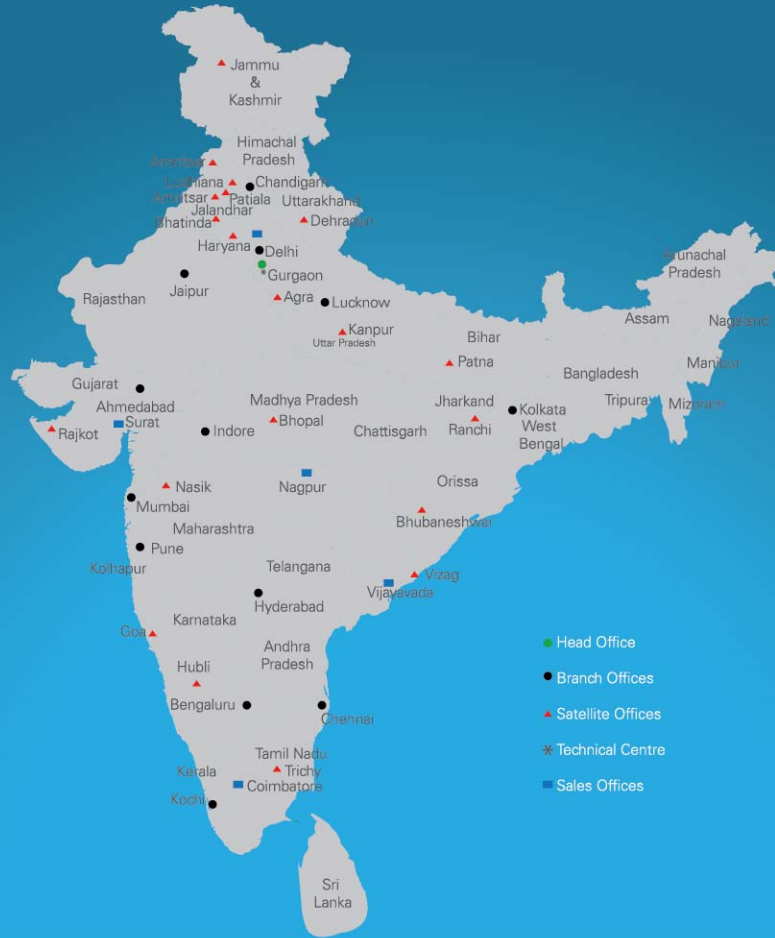 Jammu
&
Kashmir
Himachal
Pradesh
Amritsar
Ludhiana
Chandigarh
Amritsar
Patiala
Uttarakhand
Jalandhar
Bhatinda
Dehradun
Haryana
Delhi
Gurgaon
Arunachal
Pradesh
Jaipur
Rajasthan
Agra
Lucknow
Kanpur
Uttar Pradesh
Bihar
Assam
Nagaland
Patna
Bangladesh
Manipur
Gujarat
Ahmedabad
Surat
Rajkot
Madhya Pradesh
Bhopal
Indore
Jharkand
Ranchi
Chattisgarh
Kolkata
West
Bengal
Tripura
Mizoram
Nasik
Nagpur
Orissa
Mumbai
Bhubaneshwar
Maharashtra
Pune
Kolhapur
Telangana
Vizag
Vijayavada
Hyderabad
Karnataka
Goa
Andhra
Pradesh
Hubli
Bengaluru
Chennai
Tamil Nadu
Trichy
Kerala
Coimbatore
Kochi
Sri
Lanka
Head Office
Branch Offices
Satellite Offices
Technical Centre
Sales Offices